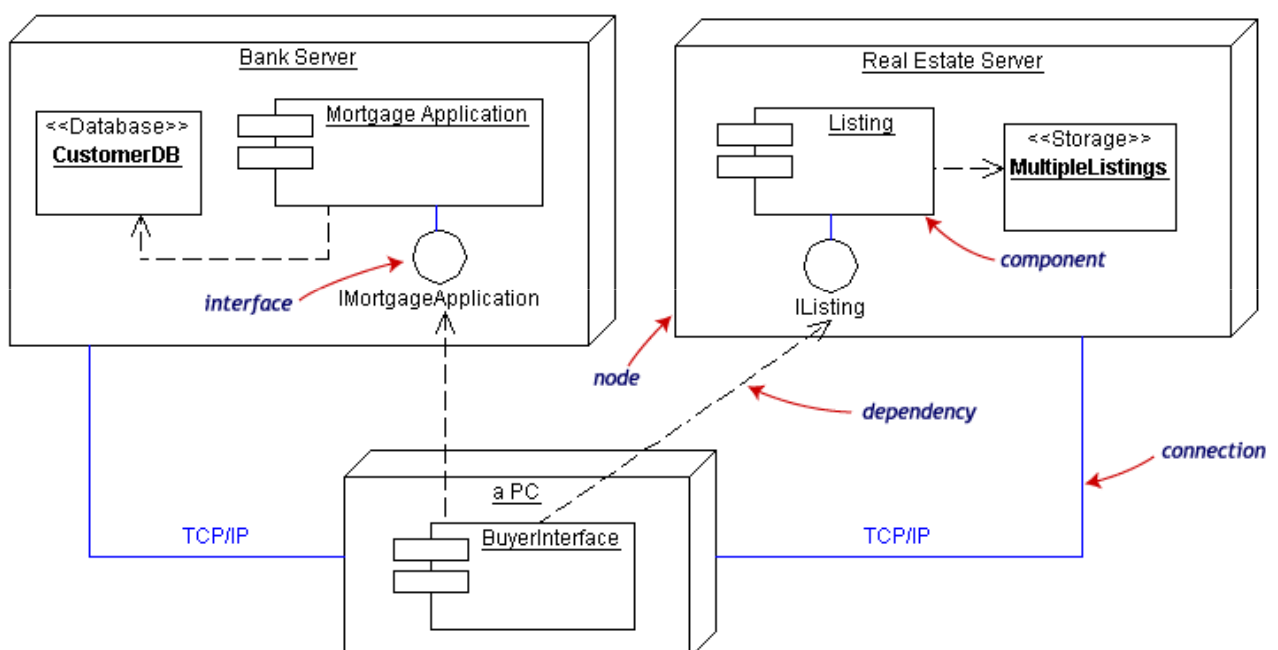 Bank Server
<<Database>>
CustomerDB
Mortgage Application
interface
IMortgageApplication
Real Estate Server
Listing
<<Storage>>
MultipleListings
component
IListing
node
dependency
connection
a PC
BuyerInterface
TCP/IP
TCP/IP